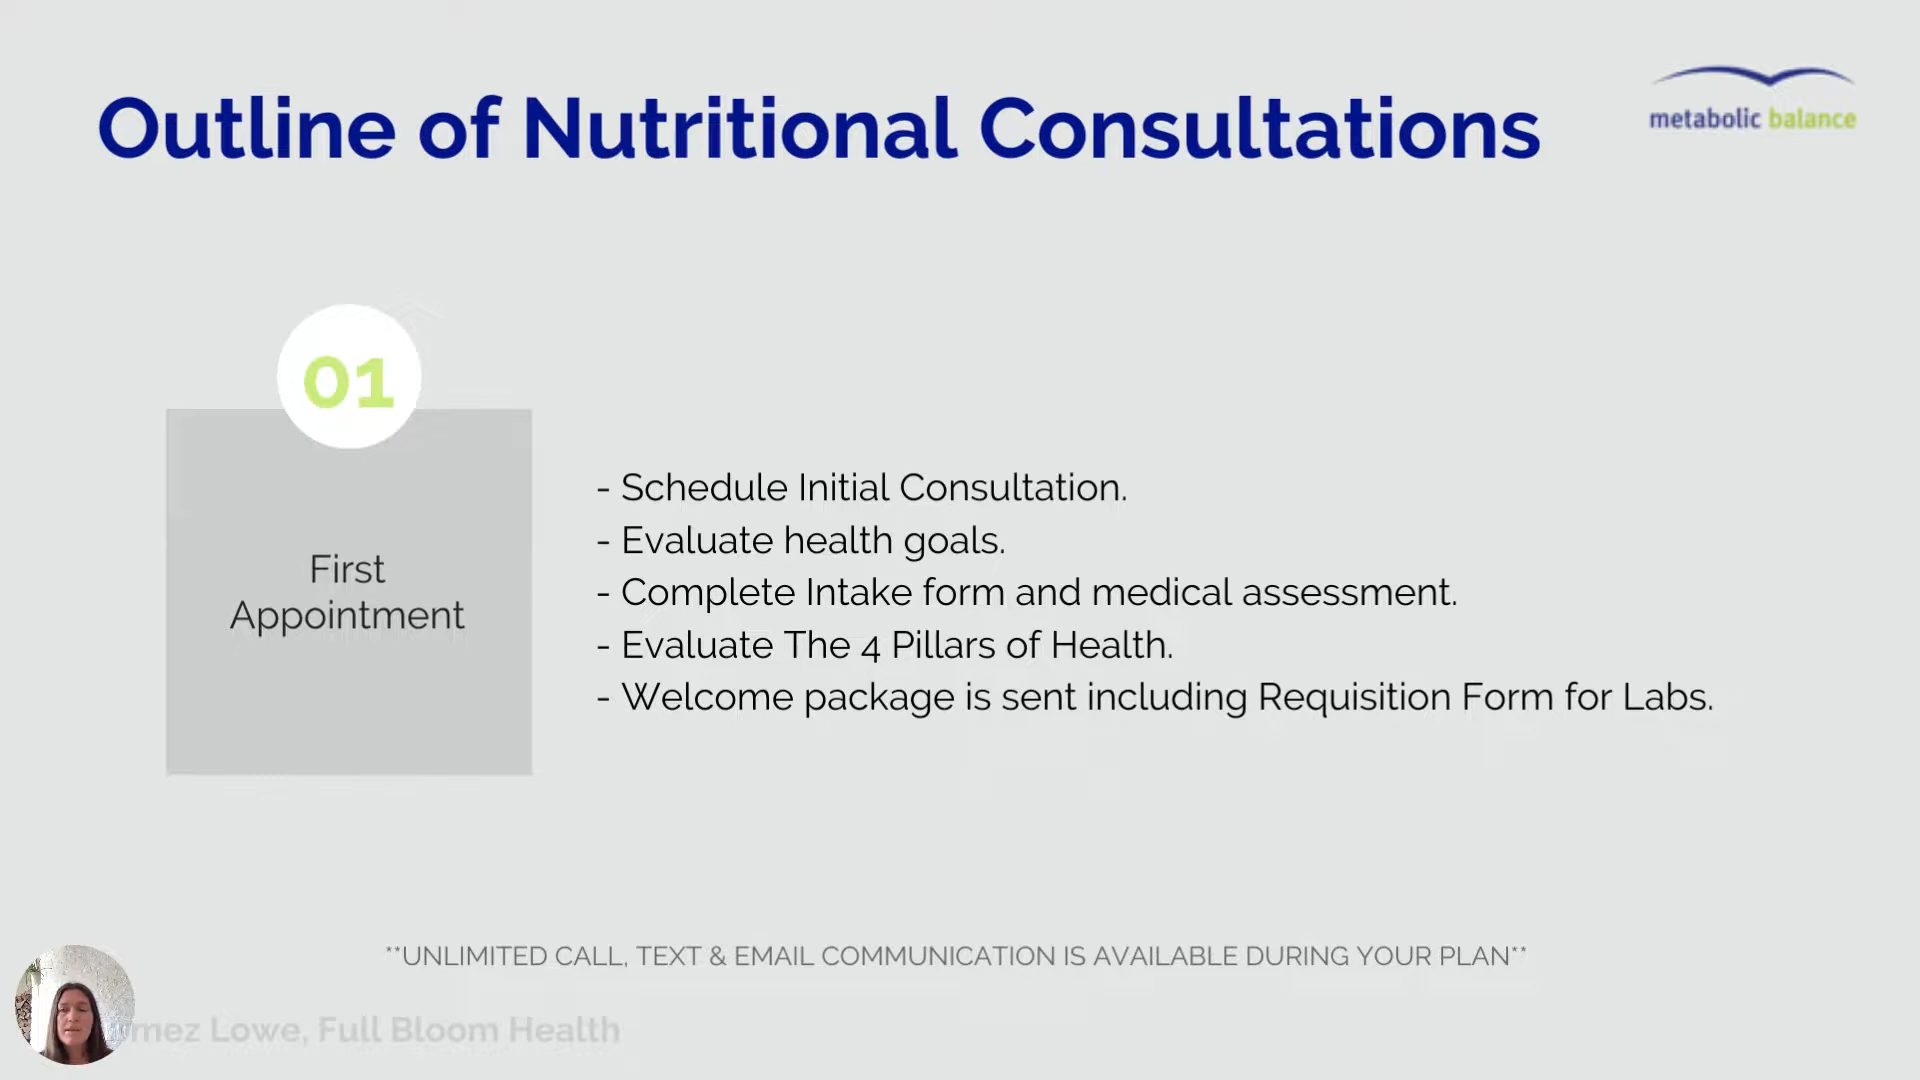 Outline of Nutritional Consultations
metabolic balance
01
First
Appointment
- Schedule Initial Consultation.
- Evaluate health goals.
- Complete Intake form and medical assessment.
- Evaluate The 4 Pillars of Health.
- Welcome package is sent including Requisition Form for Labs.
**UNLIMITED CALL, TEXT & EMAIL COMMUNICATION IS AVAILABLE DURING YOUR PLAN**
Lowe, Full Bloom Health